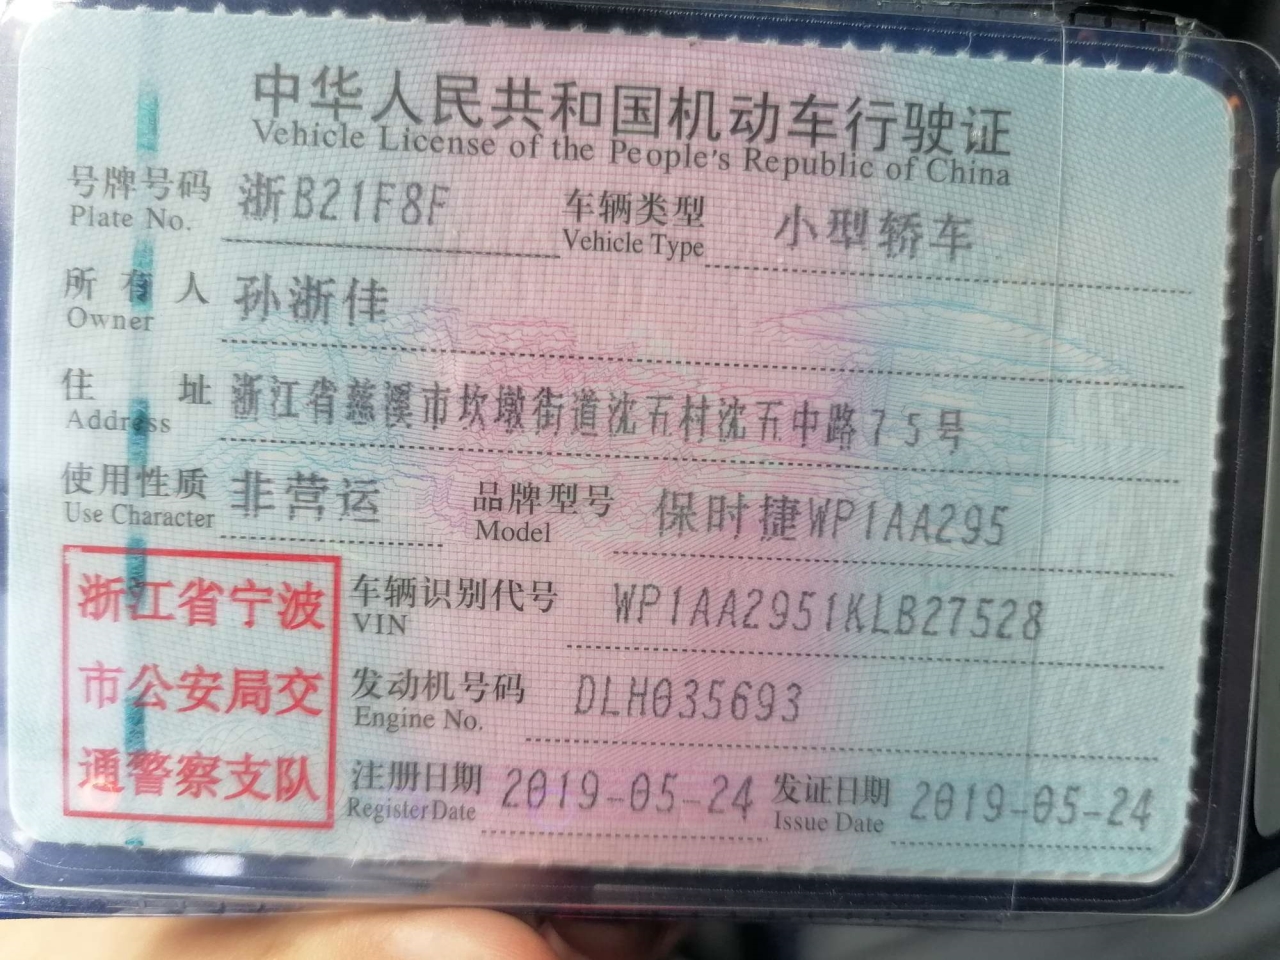 中华人民共和国机动车行驶证
Vehicle License of the People's Republic of China
号牌号码 浙B21F8F 车辆类型 小型轿车
Plate No. Vehicle Type
所有人 孙浙佳
Owner
住址 浙江省慈溪市坎墩街道沈五村沈五中路75号
Address
使用性质 非营运 品牌型号 保时捷WP1AA295
Use Character Model
浙江省宁波
市公安局交
通警察支队
车辆识别代号 WP1AA2951KLB27528
VIN
发动机号码 DLH035693
Engine No.
注册日期 2019-05-24 发证日期 2019-05-24
Register Date Issue Date